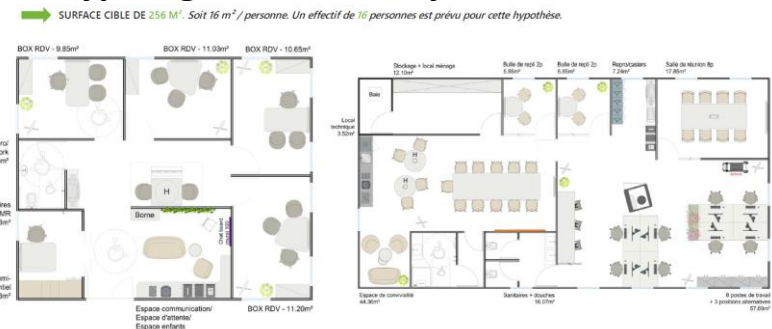 SURFACE CIBLE DE 256 M². Soit 16 m² / personne. Un effectif de 16 personnes est prévu pour cette hypothèse.
BOX RDV - 9.85m²
BOX RDV - 11.03m²
BOX RDV - 10.65m²
Stockage + local ménage
12.10m²
Bulle de repli 2p
5.85m²
Bulle de repli 2p
Repro/casiers
7.24m²
Salle de réunion 8p
17.85m²
Baie
Local
technique
3.52m²
H
H
H
Borne
Chat board
Espace communication/
Espace d'attente/
Espace enfants
BOX RDV - 11.20m²
Espace de convivialité
44.36m²
Sanitaires + douches
16.07m²
8 postes de travail
+ 3 positions alternatives
57.69m²